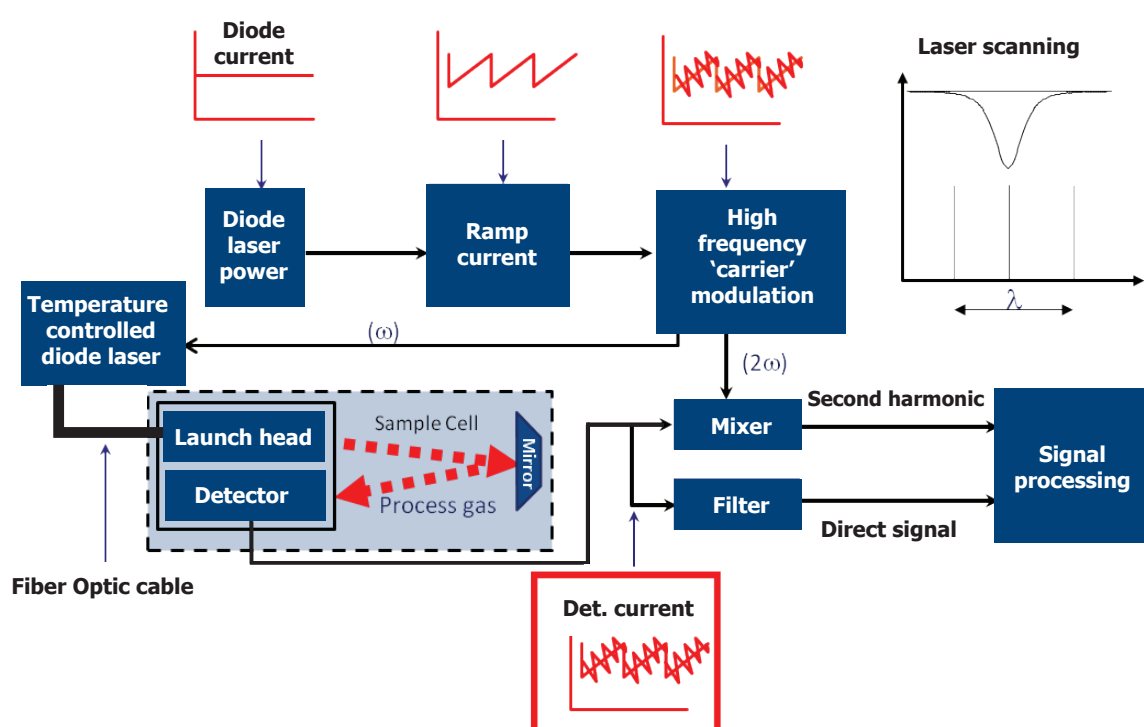 Diode
current
Laser scanning
Diode
laser
power
Ramp
current
High
frequency
‘carrier’
modulation
λ
Temperature
controlled
diode laser
(ω)
(2ω)
Launch head
Sample Cell
Mirror
Detector
Process gas
Mixer
Second harmonic
Filter
Direct signal
Signal
processing
Fiber Optic cable
Det. current